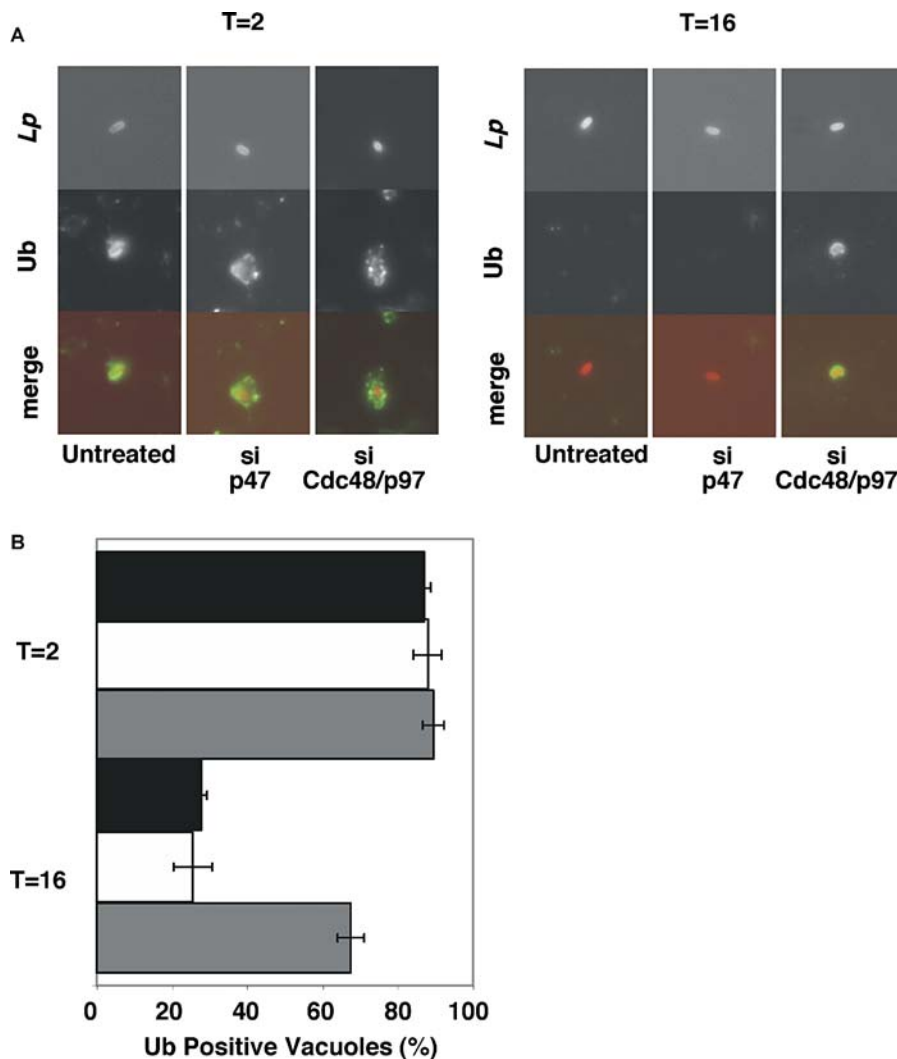 A
T=2
T=16
Lp
Ub
merge
Untreated
si
p47
si
Cdc48/p97
Lp
Ub
merge
Untreated
si
p47
si
Cdc48/p97
B
T=2
T=16
0 20 40 60 80 100
Ub Positive Vacuoles (%)